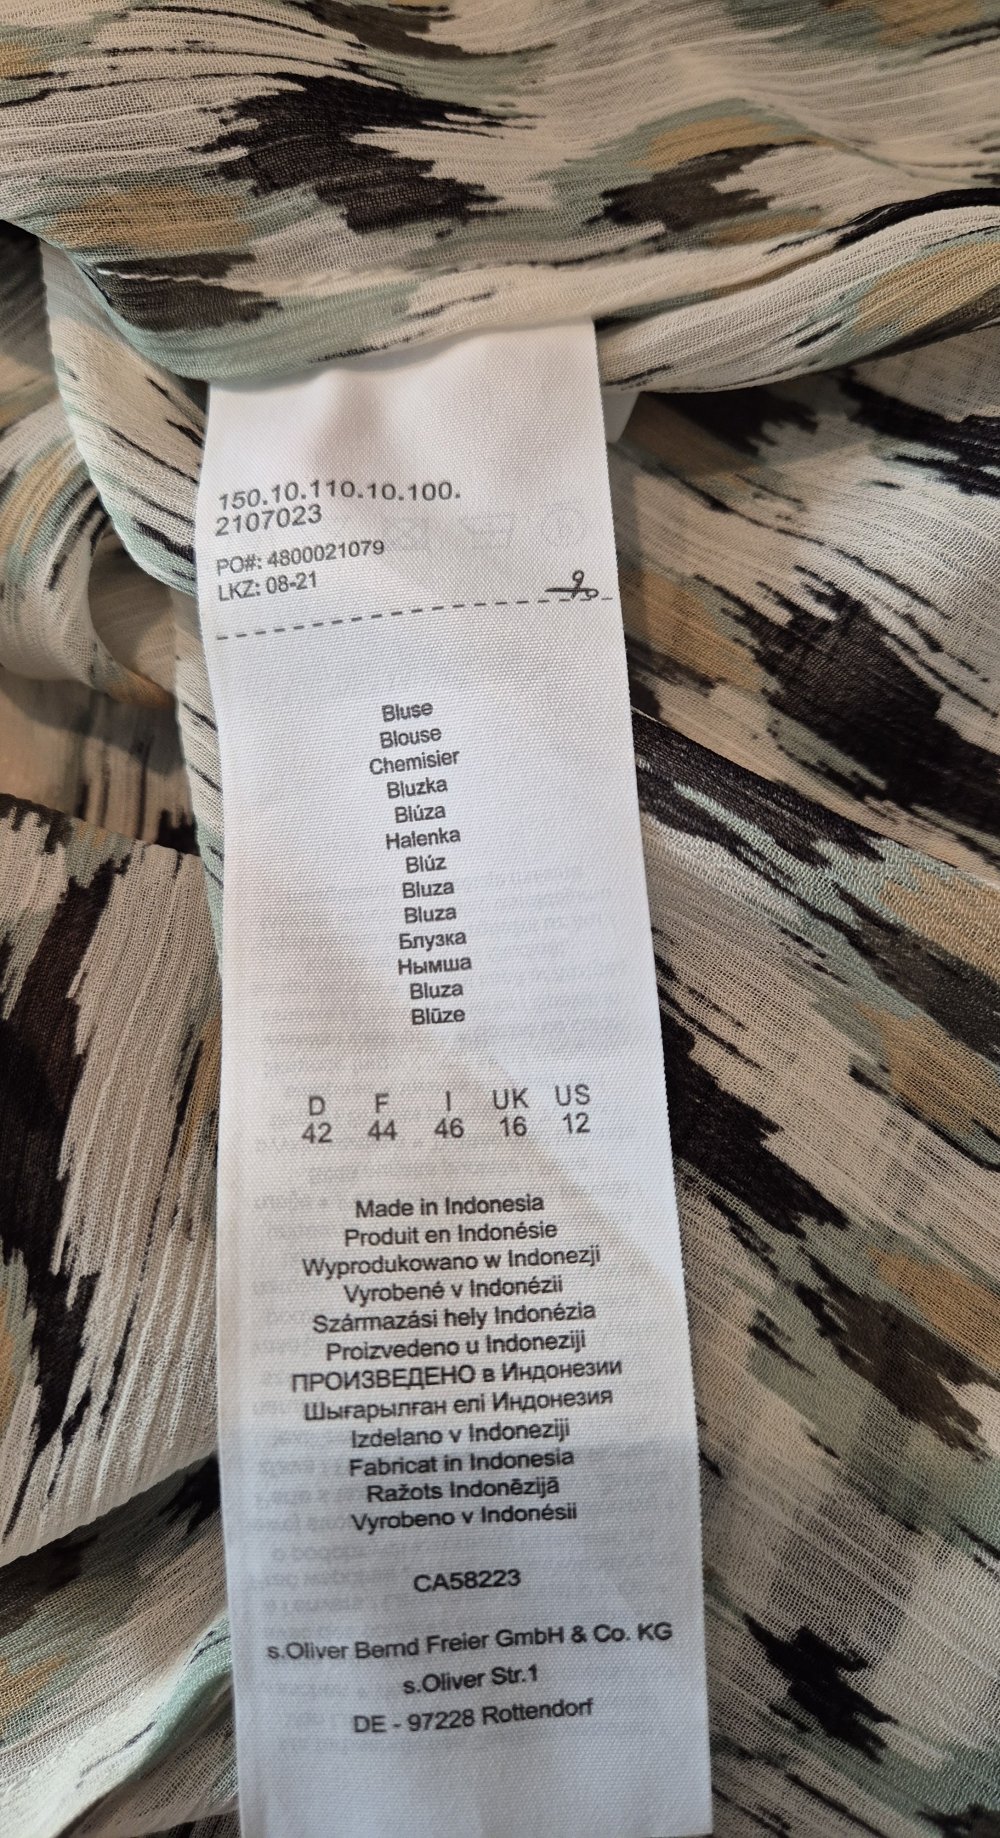 150.10.110.10.100.
2107023
PO#: 4800021079
LKZ: 08-21
Bluse
Blouse
Chemisier
Bluzka
Blúza
Halenka
Blúz
Bluza
Bluza
Блузка
Нымша
Bluza
Blūze
D F I UK US
42 44 46 16 12
Made in Indonesia
Produit en Indonésie
Wyprodukowano w Indonezji
Vyrobené v Indonézii
Származási hely Indonézia
Proizvedeno u Indoneziji
ПРОИЗВЕДЕНО в Индонезии
Шығарылған елі Индонезия
Izdelano v Indoneziji
Fabricat in Indonesia
Ražots Indonēzijā
Vyrobeno v Indonésii
CA58223
s.Oliver Bernd Freier GmbH & Co. KG
s.Oliver Str.1
DE - 97228 Rottendorf